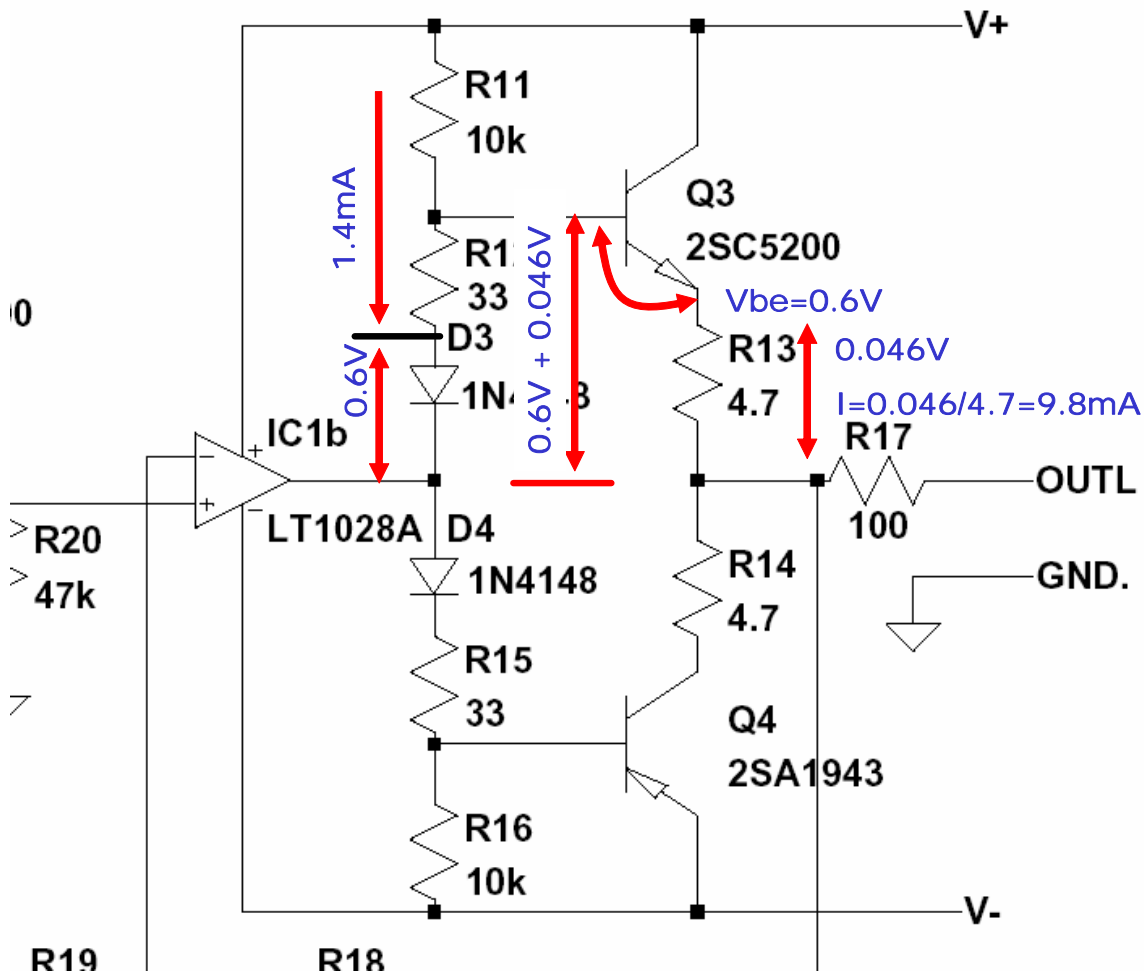 V+
R11
10k
1.4mA
Q3
2SC5200
33
0.6V + 0.046V
Vbe=0.6V
D3
R13
0.046V
0.6V
4.7
I=0.046/4.7=9.8mA
IC1b
+
−
+
−
R17
100
OUTL
LT1028A
D4
R20
47k
1N4148
R14
4.7
GND.
R15
33
Q4
2SA1943
R16
10k
V-
R19
R18